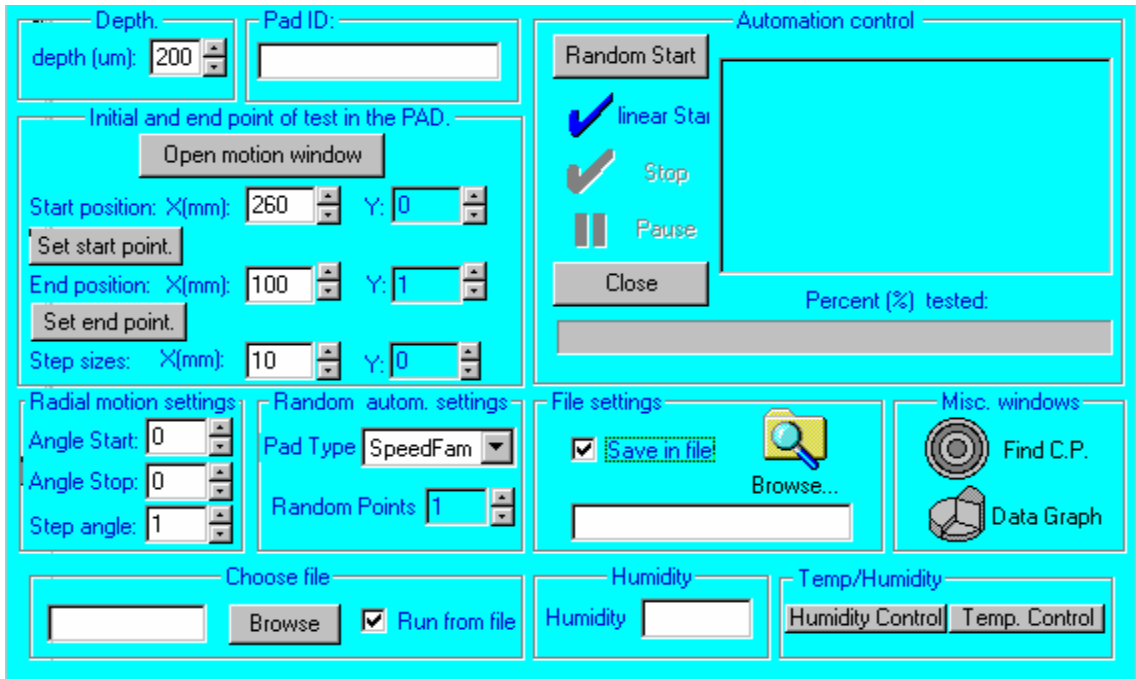 Depth.
depth (um): 200
Pad ID:
Initial and end point of test in the PAD.
Open motion window
Start position: X(mm): 260 Y: 0
Set start point.
End position: X(mm): 100 Y: 1
Set end point.
Step sizes: X(mm): 10 Y: 0
Automation control
Random Start
linear Star
Stop
Pause
Close
Percent (%) tested:
Radial motion settings
Angle Start: 0
Angle Stop: 0
Step angle: 1
Random autom. settings
Pad Type SpeedFam
Random Points 1
File settings
Save in file
Browse...
Misc. windows
Find C.P.
Data Graph
Choose file
Browse Run from file
Humidity
Humidity
Temp/Humidity
Humidity Control Temp. Control